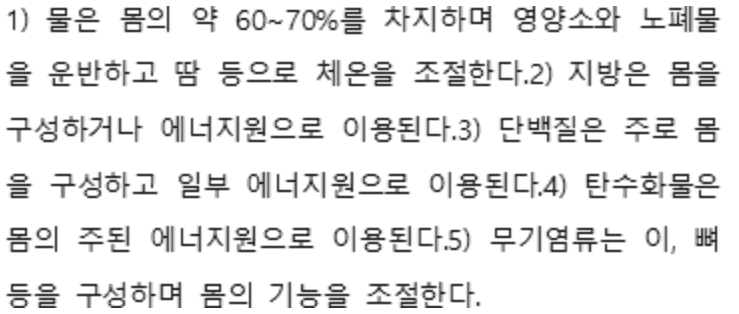 1) 물은 몸의 약 60~70%를 차지하며 영양소와 노폐물
을 운반하고 땀 등으로 체온을 조절한다.2) 지방은 몸을
구성하거나 에너지원으로 이용된다.3) 단백질은 주로 몸
을 구성하고 일부 에너지원으로 이용된다.4) 탄수화물은
몸의 주된 에너지원으로 이용된다.5) 무기염류는 이, 뼈
등을 구성하며 몸의 기능을 조절한다.